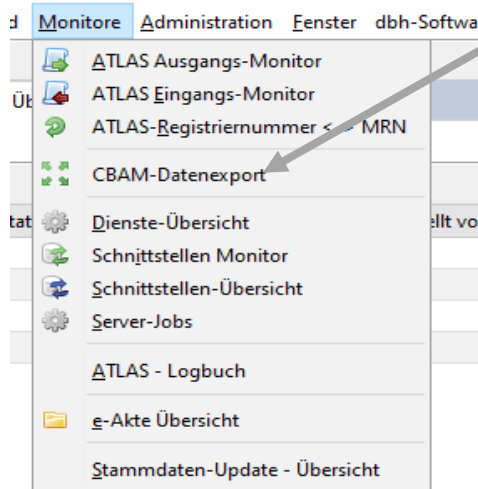 Monitore Administration Fenster dbh-Softwa
ATLAS Ausgangs-Monitor
ATLAS Eingangs-Monitor
ATLAS-Registriernummer <-> MRN
CBAM-Datenexport
Dienste-Übersicht
Schnittstellen Monitor
Schnittstellen-Übersicht
Server-Jobs
ATLAS - Logbuch
e-Akte Übersicht
Stammdaten-Update - Übersicht